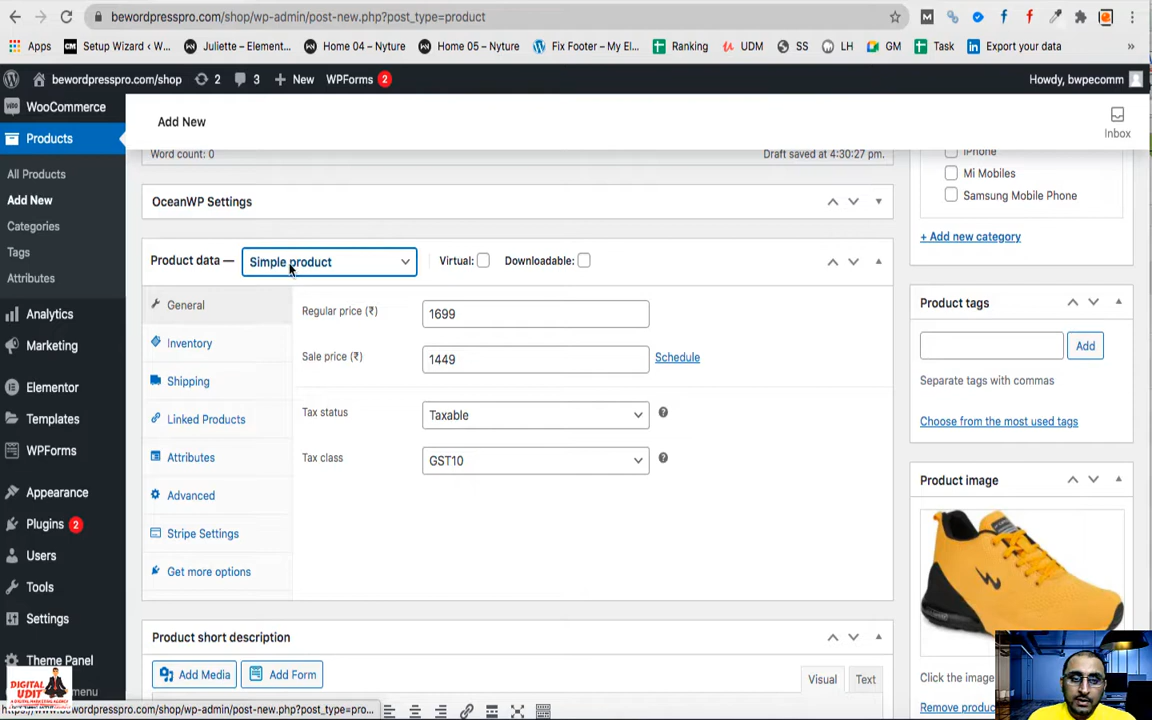 bewordpresspro.com/shop/wp-admin/post-new.php?post_type=product
Apps
CM Setup Wizard ‹ W...
Juliette – Element...
Home 04 – Nyture
Home 05 – Nyture
Fix Footer – My El...
Ranking
UDM
SS
LH
GM
Task
Export your data
»
bewordpresspro.com/shop
2
3
+ New
WPForms 2
Howdy, bwpecomm
WooCommerce
Products
All Products
Add New
Categories
Tags
Attributes
Analytics
Marketing
Elementor
Templates
WPForms
Appearance
Plugins 2
Users
Tools
Settings
Theme Panel
menu
Add New
Inbox
Word count: 0
Draft saved at 4:30:27 pm.
OceanWP Settings
Product data — Simple product
Virtual:
Downloadable:
General
Inventory
Shipping
Linked Products
Attributes
Advanced
Stripe Settings
Get more options
Regular price (₹) 1699
Sale price (₹) 1449 Schedule
Tax status Taxable
Tax class GST10
Product short description
Add Media
Add Form
Visual
Text
iPhone
Mi Mobiles
Samsung Mobile Phone
+ Add new category
Product tags
Add
Separate tags with commas
Choose from the most used tags
Product image
Click the image
Remove produc
DIGITAL
UDIT
https://www.bewordpresspro.com/shop/wp-admin/post-new.php?post_type=pro...